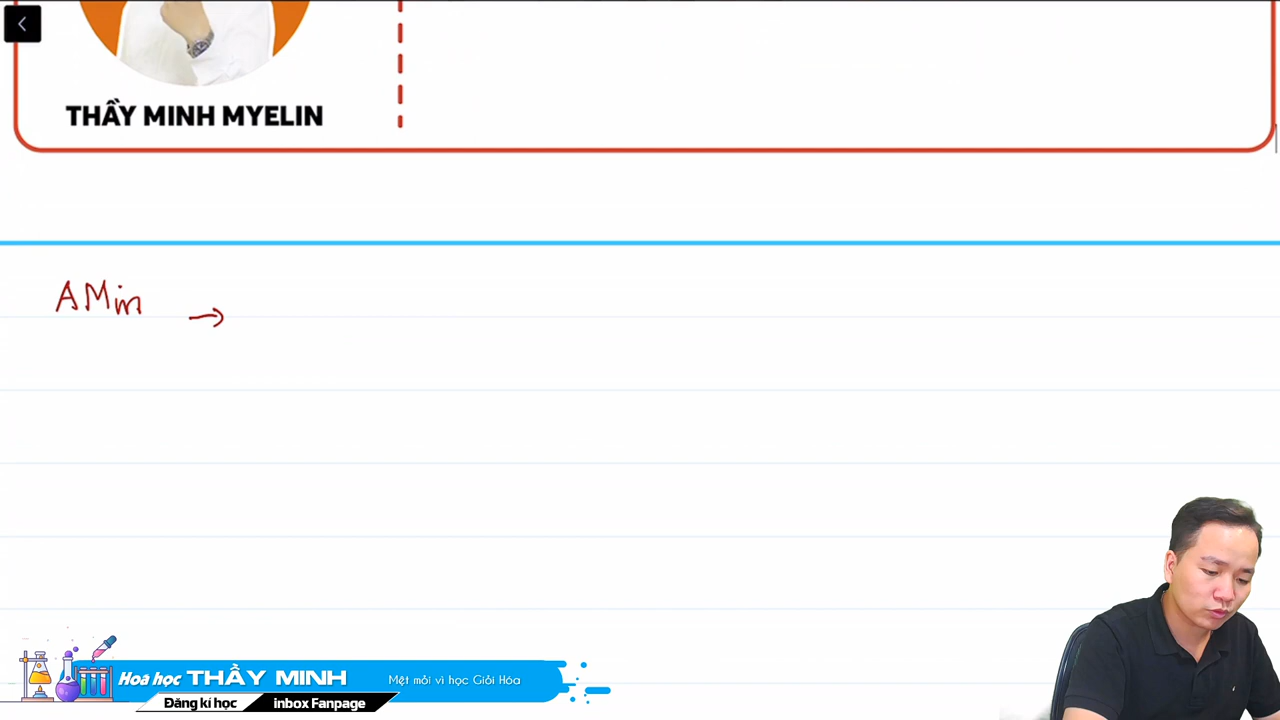 THẦY MINH MYELIN
AMin →
Hoá học THẦY MINH
Mệt mỏi vì học Giỏi Hóa
Đăng kí học
inbox Fanpage